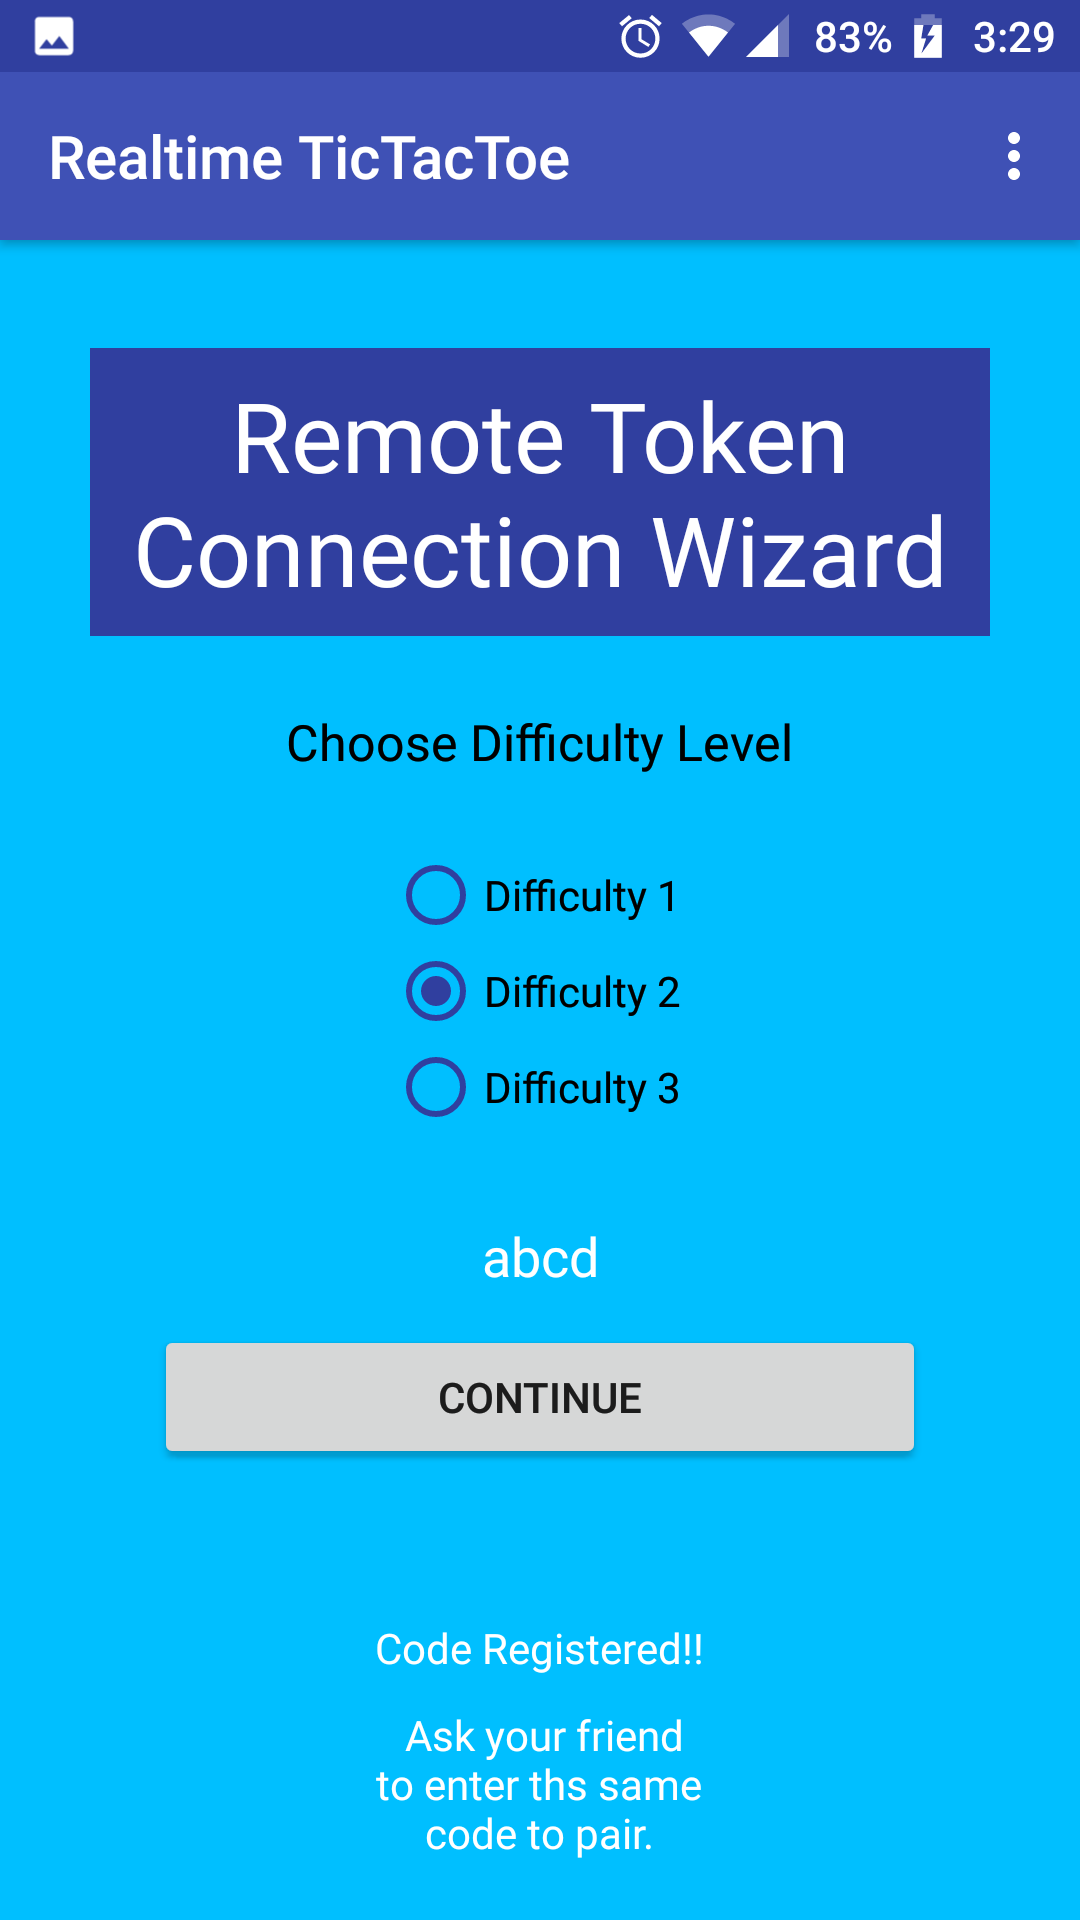 83% 3:29
Realtime TicTacToe
Remote Token
Connection Wizard
Choose Difficulty Level
Difficulty 1
Difficulty 2
Difficulty 3
abcd
CONTINUE
Code Registered!!
Ask your friend
to enter ths same
code to pair.